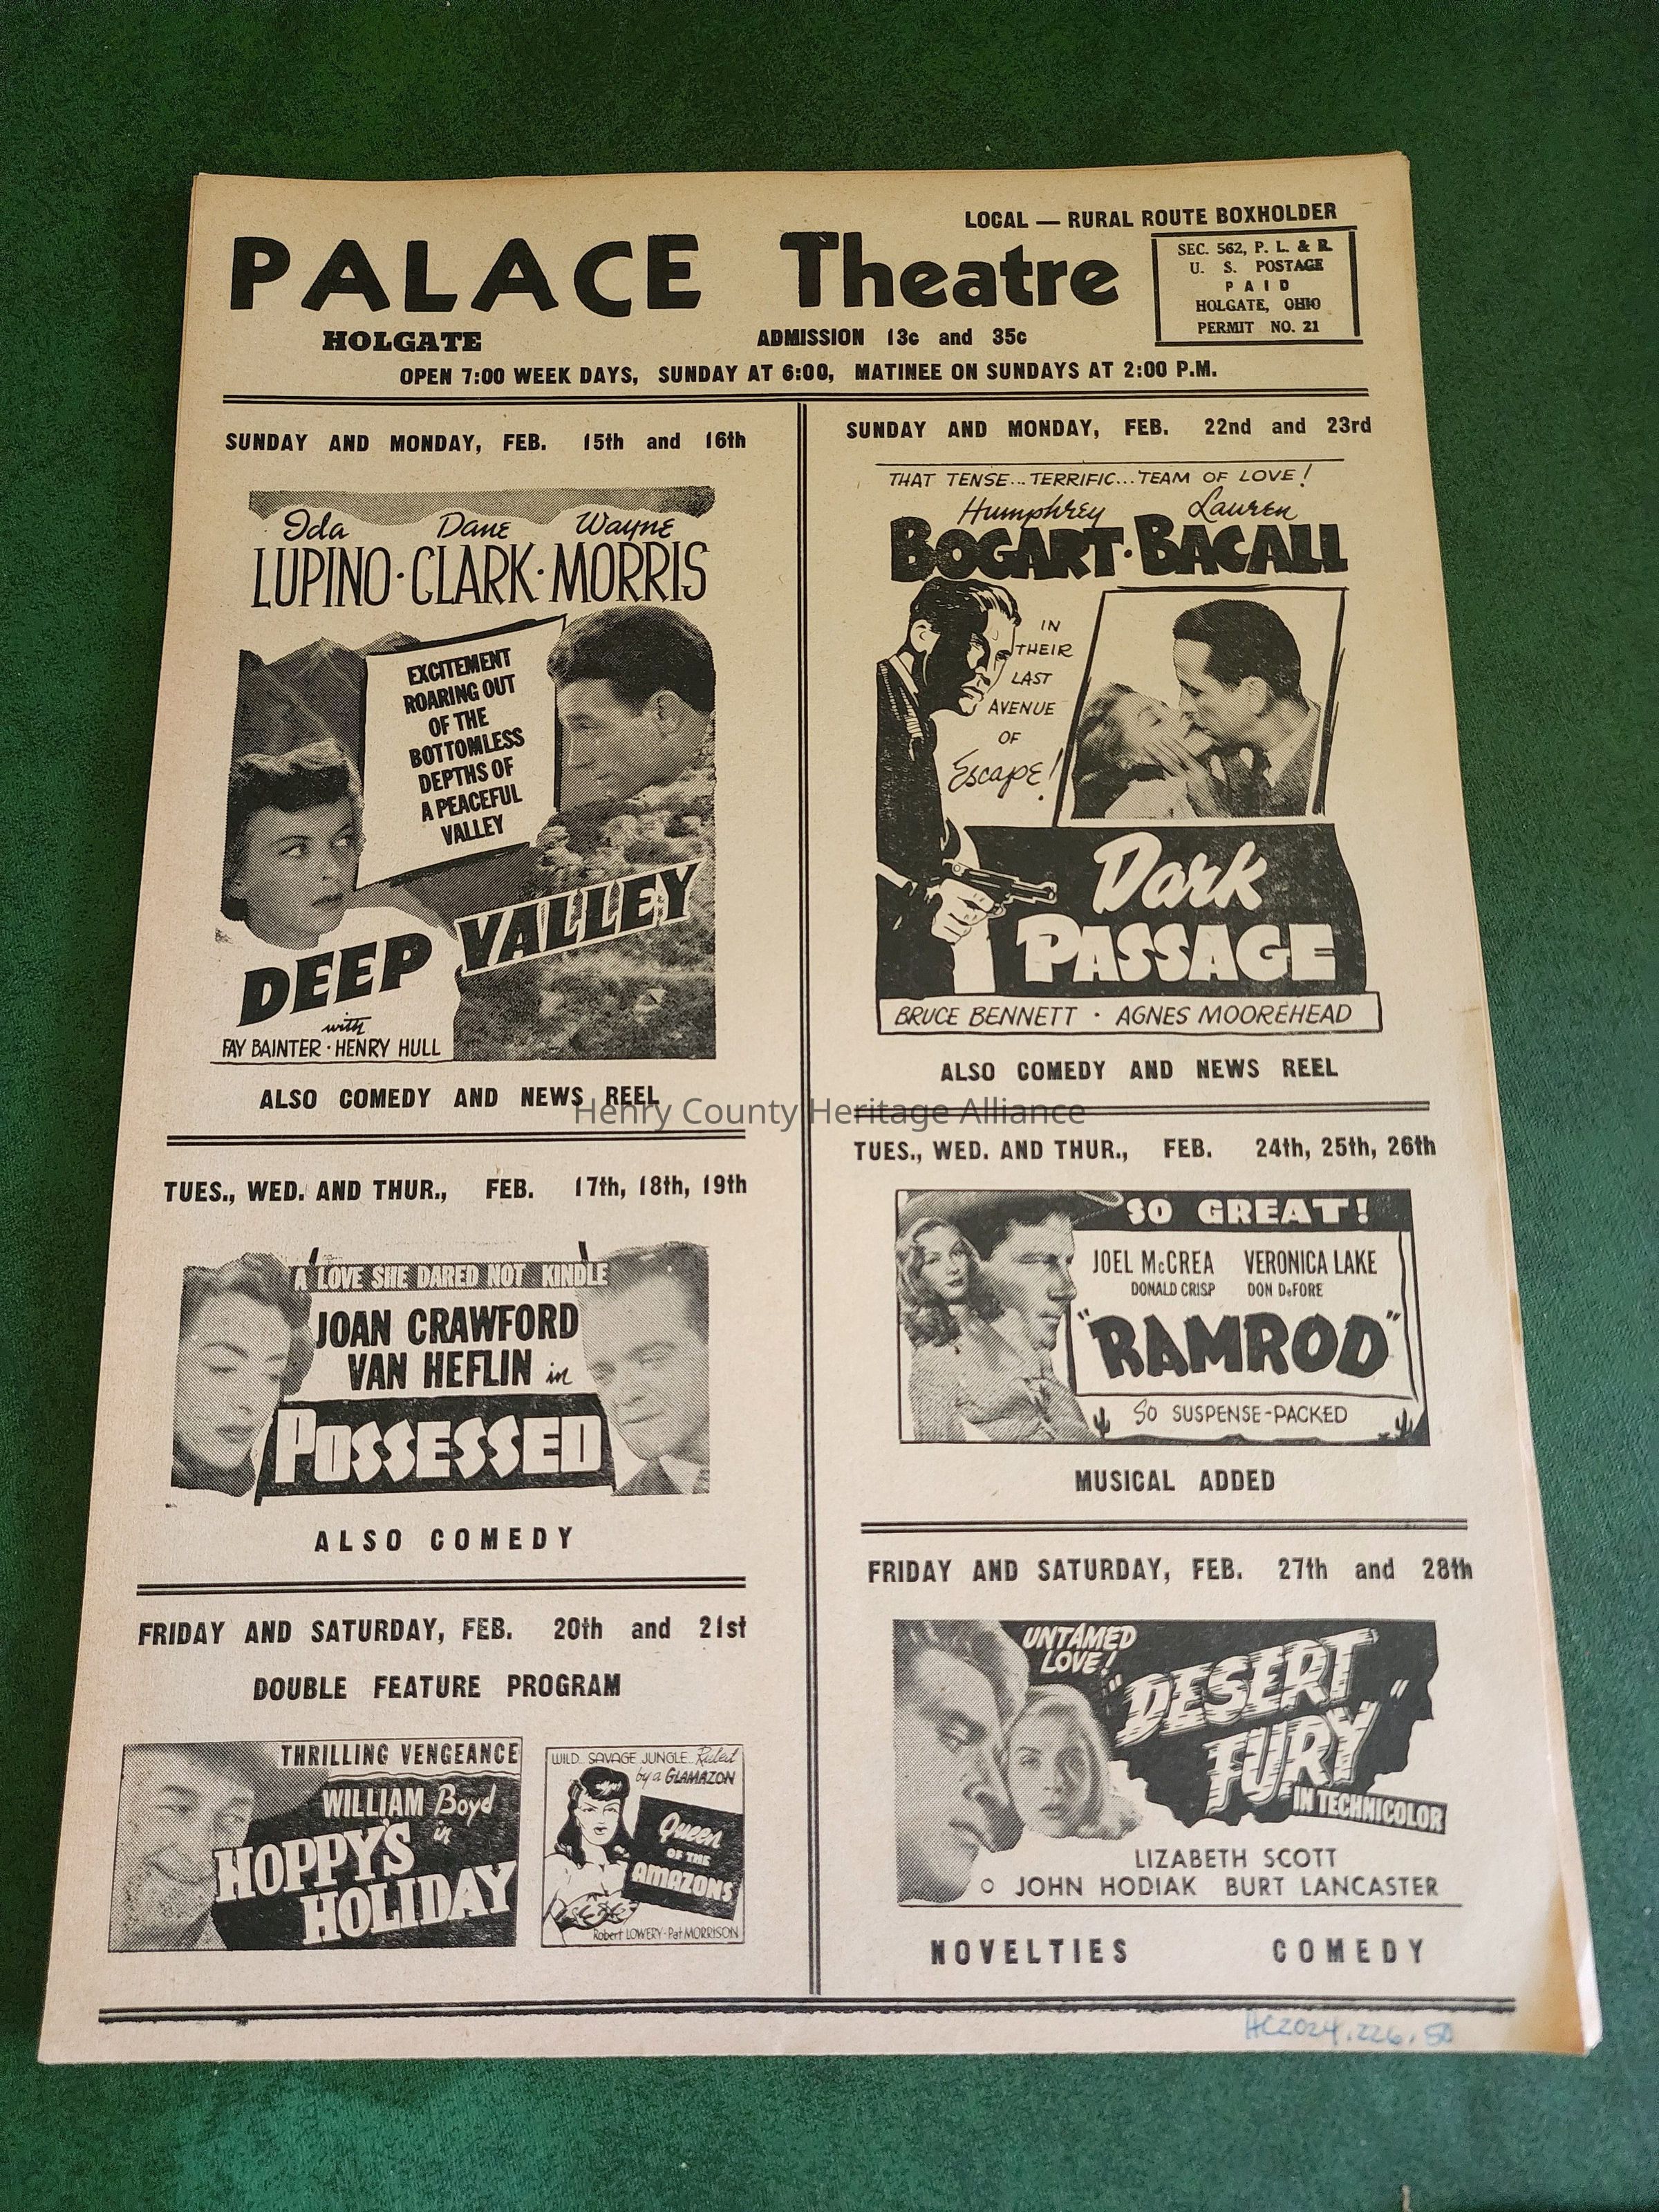 LOCAL — RURAL ROUTE BOXHOLDER
PALACE Theatre
SEC. 562, P. L. & R.
U. S. POSTAGE
PAID
HOLGATE, OHIO
PERMIT NO. 21
HOLGATE
ADMISSION 13c and 35c
OPEN 7:00 WEEK DAYS, SUNDAY AT 6:00, MATINEE ON SUNDAYS AT 2:00 P.M.
SUNDAY AND MONDAY, FEB. 15th and 16th
Ida Dane Wayne
LUPINO · CLARK · MORRIS
EXCITEMENT
ROARING OUT
OF THE
BOTTOMLESS
DEPTHS OF
A PEACEFUL
VALLEY
DEEP VALLEY
with
FAY BAINTER · HENRY HULL
ALSO COMEDY AND NEWS REEL
TUES., WED. AND THUR., FEB. 17th, 18th, 19th
A LOVE SHE DARED NOT KINDLE
JOAN CRAWFORD
VAN HEFLIN in
POSSESSED
ALSO COMEDY
FRIDAY AND SATURDAY, FEB. 20th and 21st
DOUBLE FEATURE PROGRAM
THRILLING VENGEANCE
WILLIAM Boyd
in
HOPPY'S
HOLIDAY
WILD.. SAVAGE JUNGLE.. Ruled
by a GLAMAZON
Queen
OF THE
AMAZONS
Robert LOWERY · Pat MORRISON
SUNDAY AND MONDAY, FEB. 22nd and 23rd
THAT TENSE...TERRIFIC...TEAM OF LOVE!
Humphrey Lauren
BOGART · BACALL
IN
THEIR
LAST
AVENUE
OF
Escape!
Dark
PASSAGE
BRUCE BENNETT · AGNES MOOREHEAD
ALSO COMEDY AND NEWS REEL
Henry County Heritage Alliance
TUES., WED. AND THUR., FEB. 24th, 25th, 26th
SO GREAT!
JOEL McCREA VERONICA LAKE
DONALD CRISP DON DeFORE
"RAMROD"
SO SUSPENSE-PACKED
MUSICAL ADDED
FRIDAY AND SATURDAY, FEB. 27th and 28th
UNTAMED
LOVE!
"DESERT
FURY"
IN TECHNICOLOR
LIZABETH SCOTT
JOHN HODIAK BURT LANCASTER
NOVELTIES COMEDY
HC2024.226.50